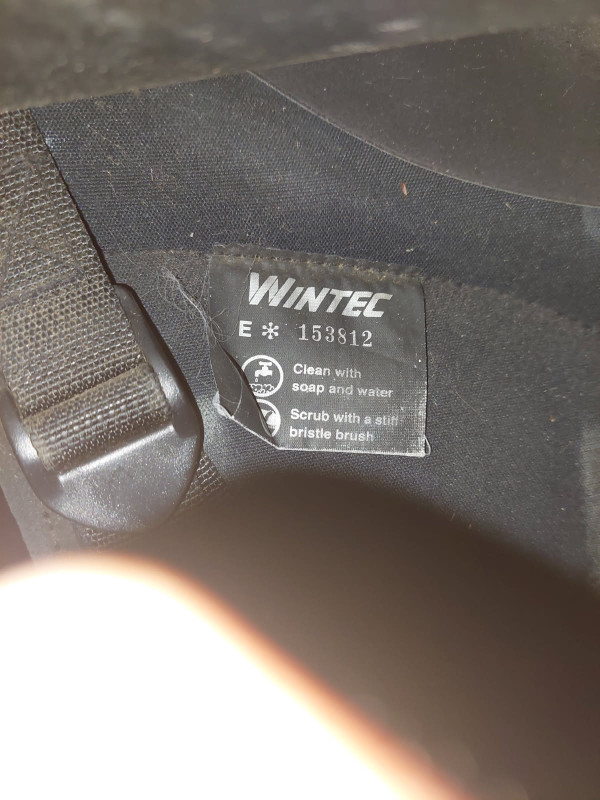 WINTEC
E * 153812
Clean with
soap and water
Scrub with a stiff
bristle brush